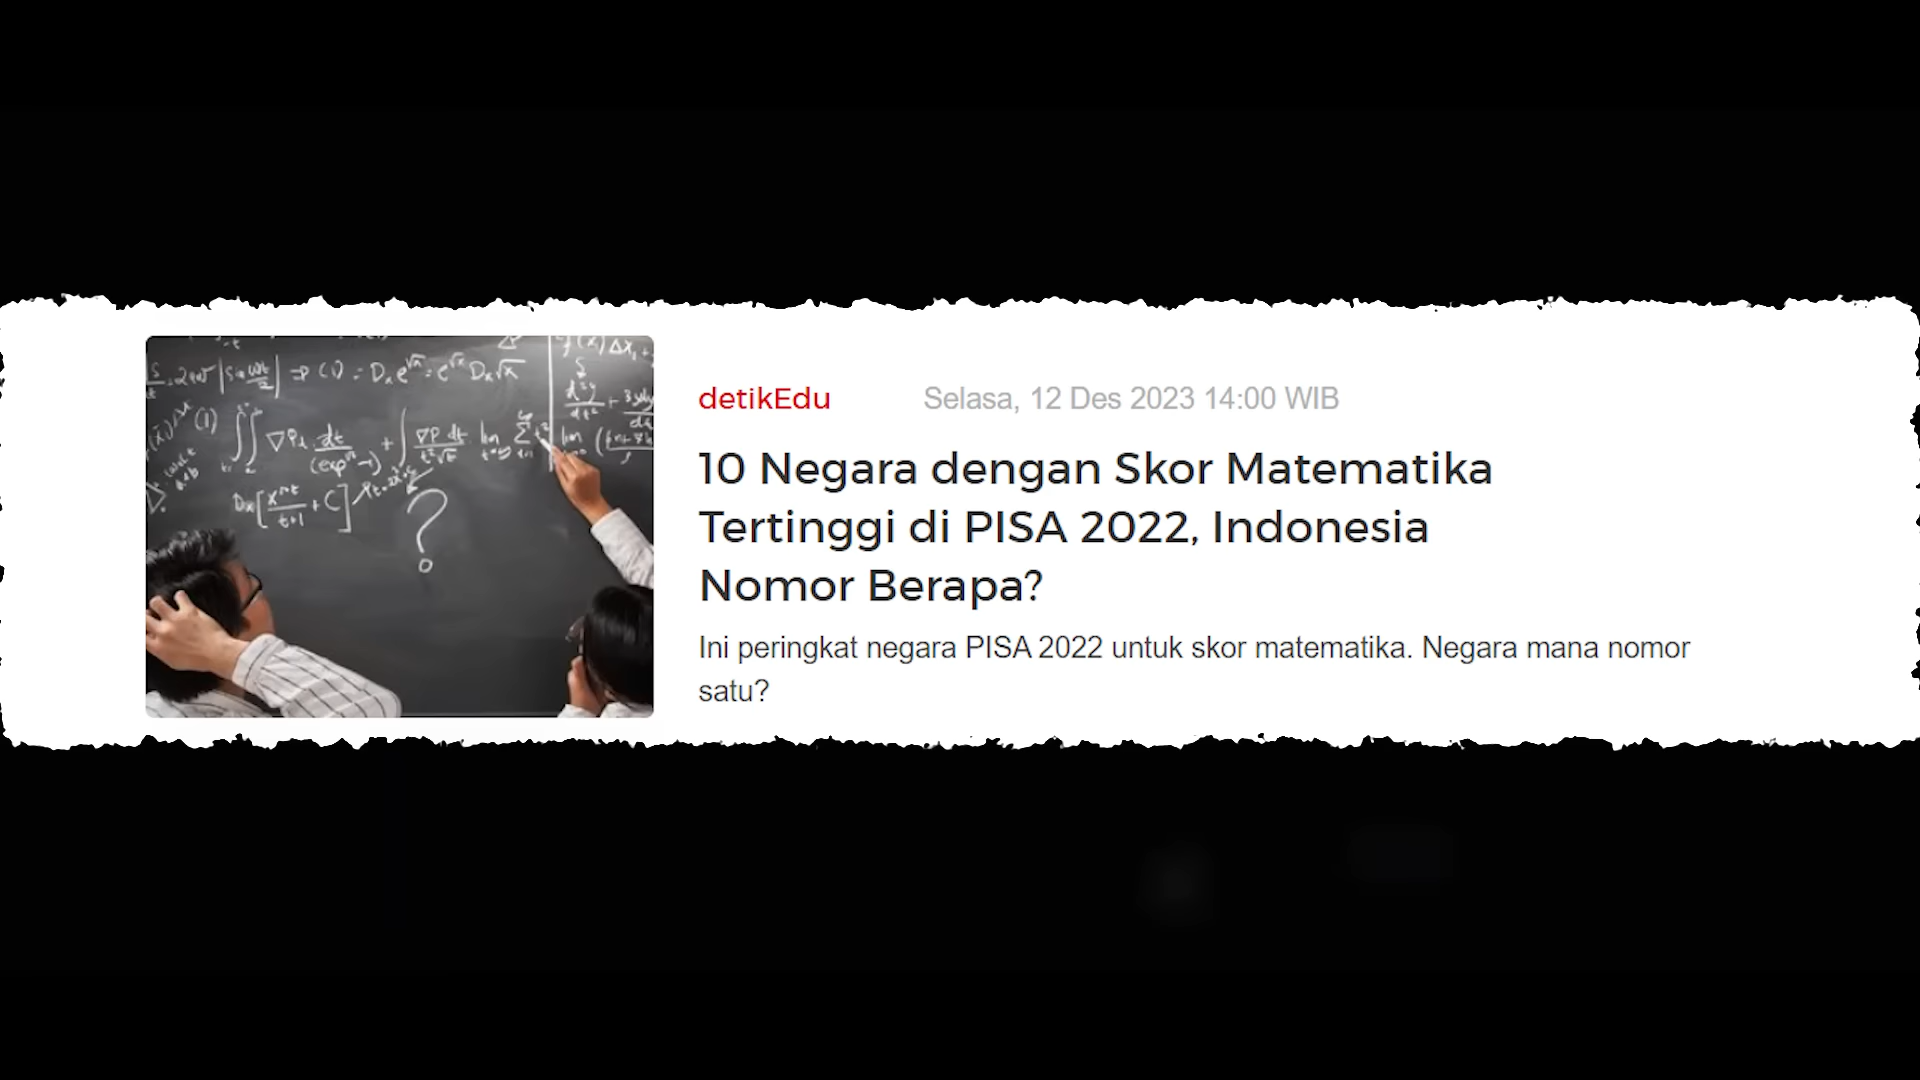 detikEdu
Selasa, 12 Des 2023 14:00 WIB
10 Negara dengan Skor Matematika
Tertinggi di PISA 2022, Indonesia
Nomor Berapa?
Ini peringkat negara PISA 2022 untuk skor matematika. Negara mana nomor
satu?